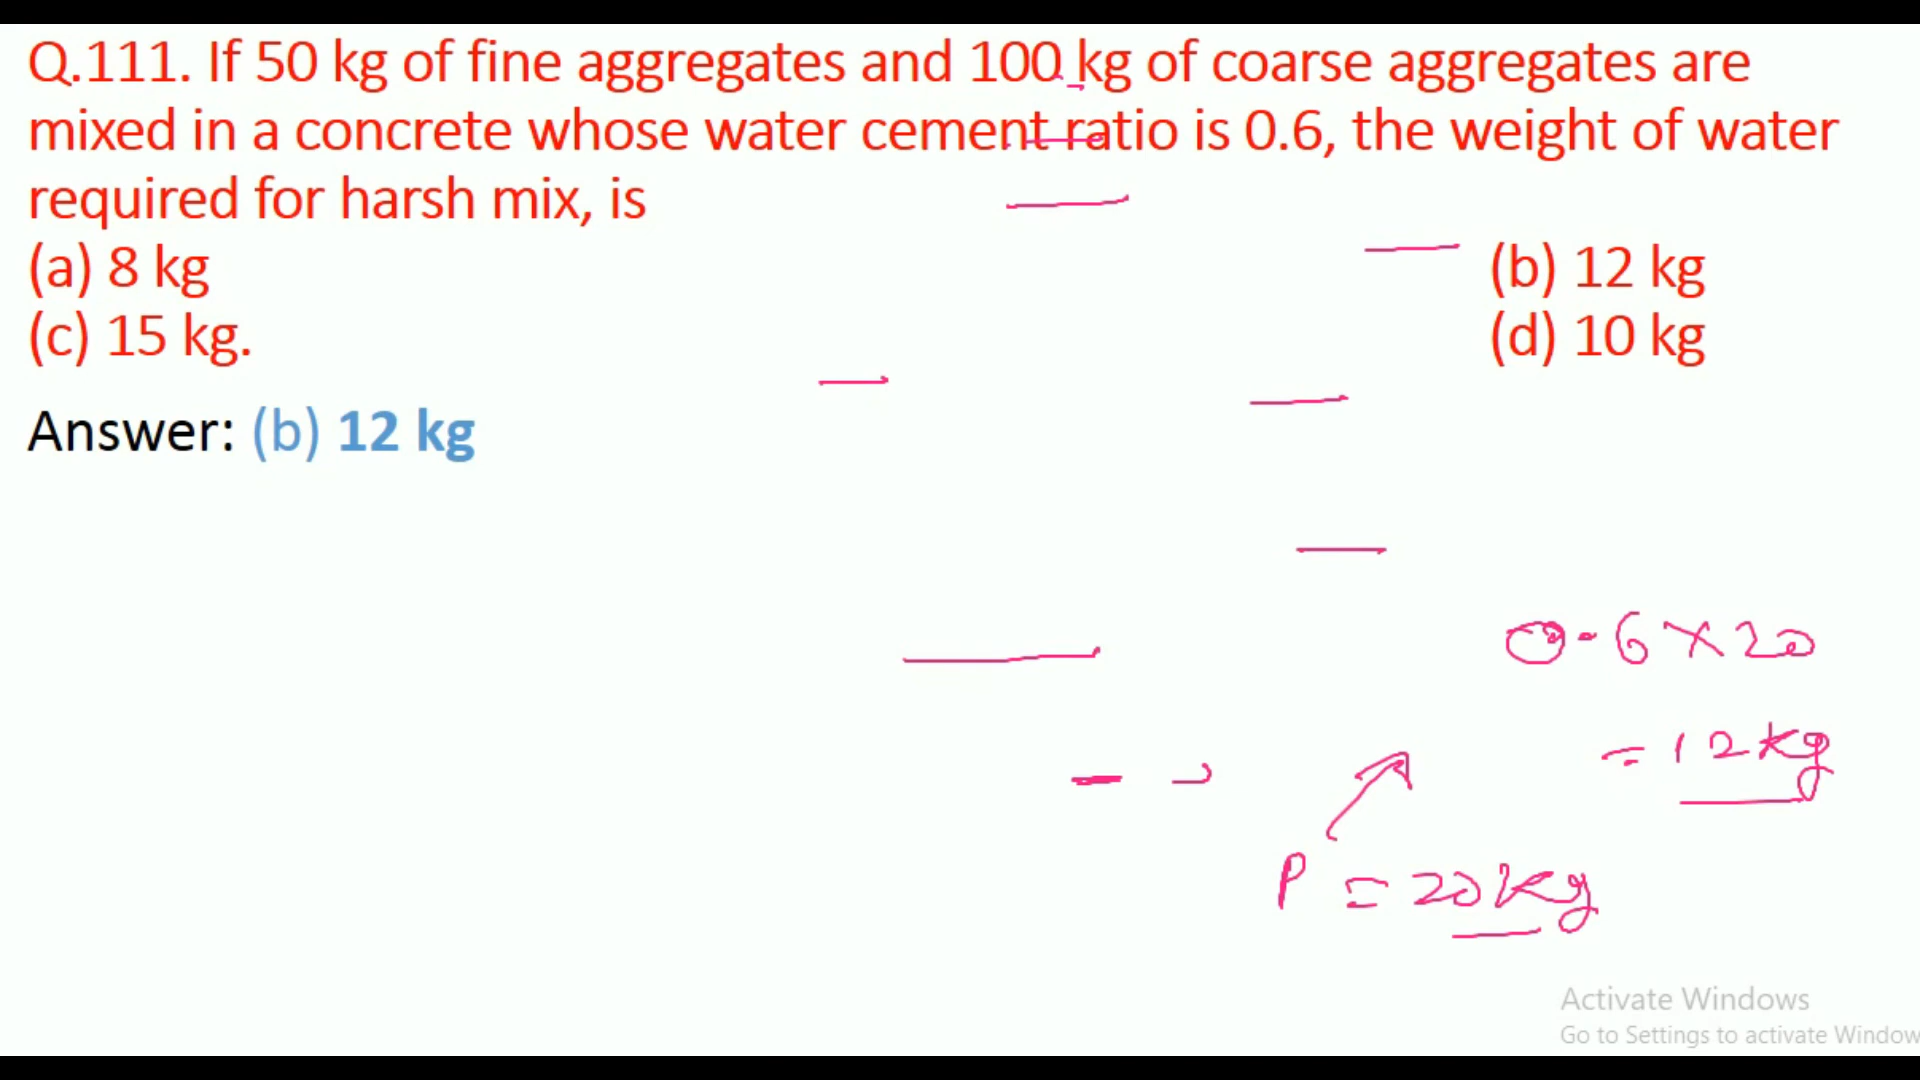 Q.111. If 50 kg of fine aggregates and 100 kg of coarse aggregates are
mixed in a concrete whose water cement ratio is 0.6, the weight of water
required for harsh mix, is
(a) 8 kg (b) 12 kg
(c) 15 kg. (d) 10 kg
Answer: (b) 12 kg
0.6 × 20
= 12 kg
P = 20 kg
Activate Windows
Go to Settings to activate Window